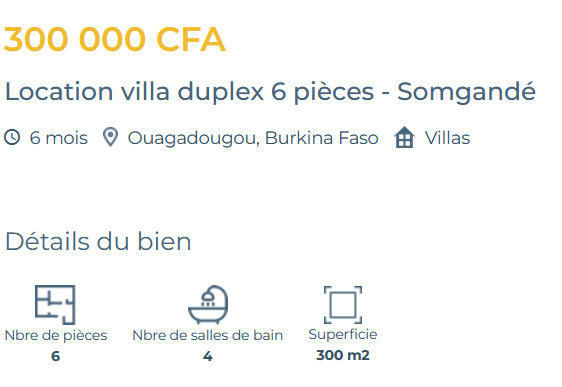 300 000 CFA
Location villa duplex 6 pièces - Somgandé
6 mois Ouagadougou, Burkina Faso Villas
Détails du bien
Nbre de pièces Nbre de salles de bain Superficie
6 4 300 m2